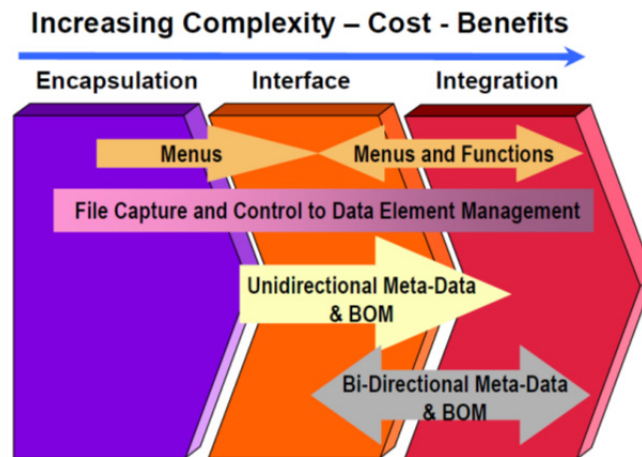 Increasing Complexity – Cost - Benefits
Encapsulation Interface Integration
Menus Menus and Functions
File Capture and Control to Data Element Management
Unidirectional Meta-Data
& BOM
Bi-Directional Meta-Data
& BOM